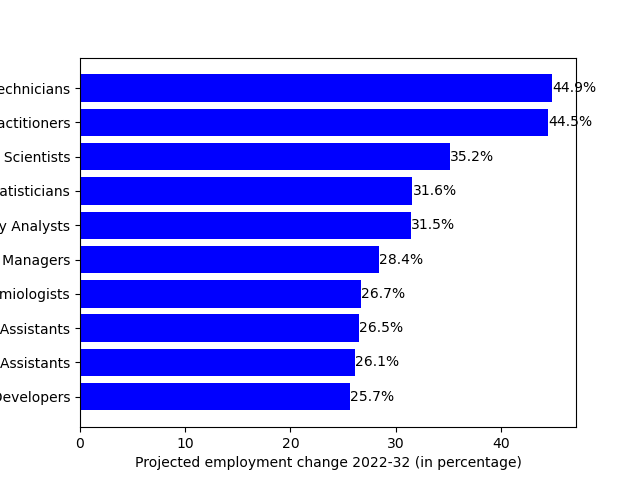 echnicians 44.9%
actitioners 44.5%
Scientists 35.2%
atisticians 31.6%
y Analysts 31.5%
Managers 28.4%
miologists 26.7%
Assistants 26.5%
Assistants 26.1%
Developers 25.7%
0 10 20 30 40
Projected employment change 2022-32 (in percentage)